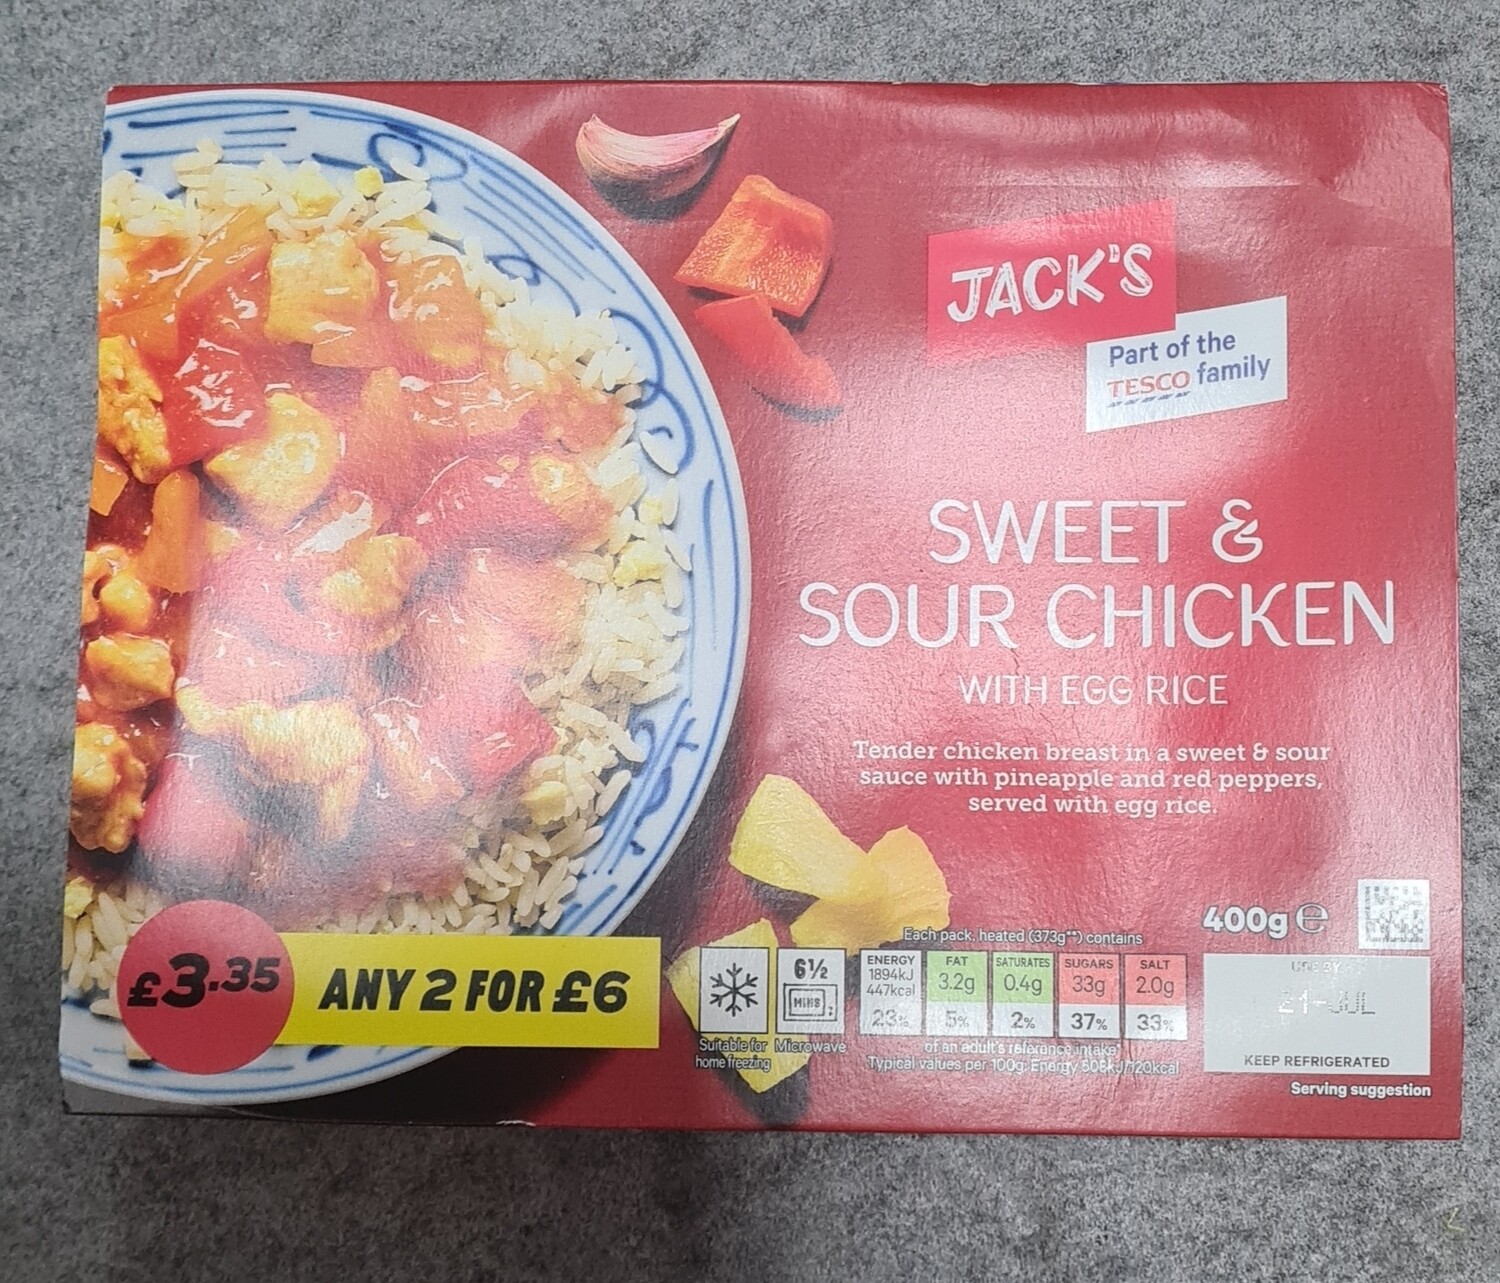 JACK'S
Part of the
TESCO family
SWEET &
SOUR CHICKEN
WITH EGG RICE
Tender chicken breast in a sweet & sour
sauce with pineapple and red peppers,
served with egg rice.
£3.35 ANY 2 FOR £6
Suitable for
home freezing
6½
MINS
Microwave
Each pack, heated (373g**) contains
ENERGY FAT SATURATES SUGARS SALT
1894kJ 3.2g 0.4g 33g 2.0g
447kcal
23% 5% 2% 37% 33%
of an adult's reference intake*
Typical values per 100g: Energy 508kJ/120kcal
400g e
USE BY
21-JUL
KEEP REFRIGERATED
Serving suggestion